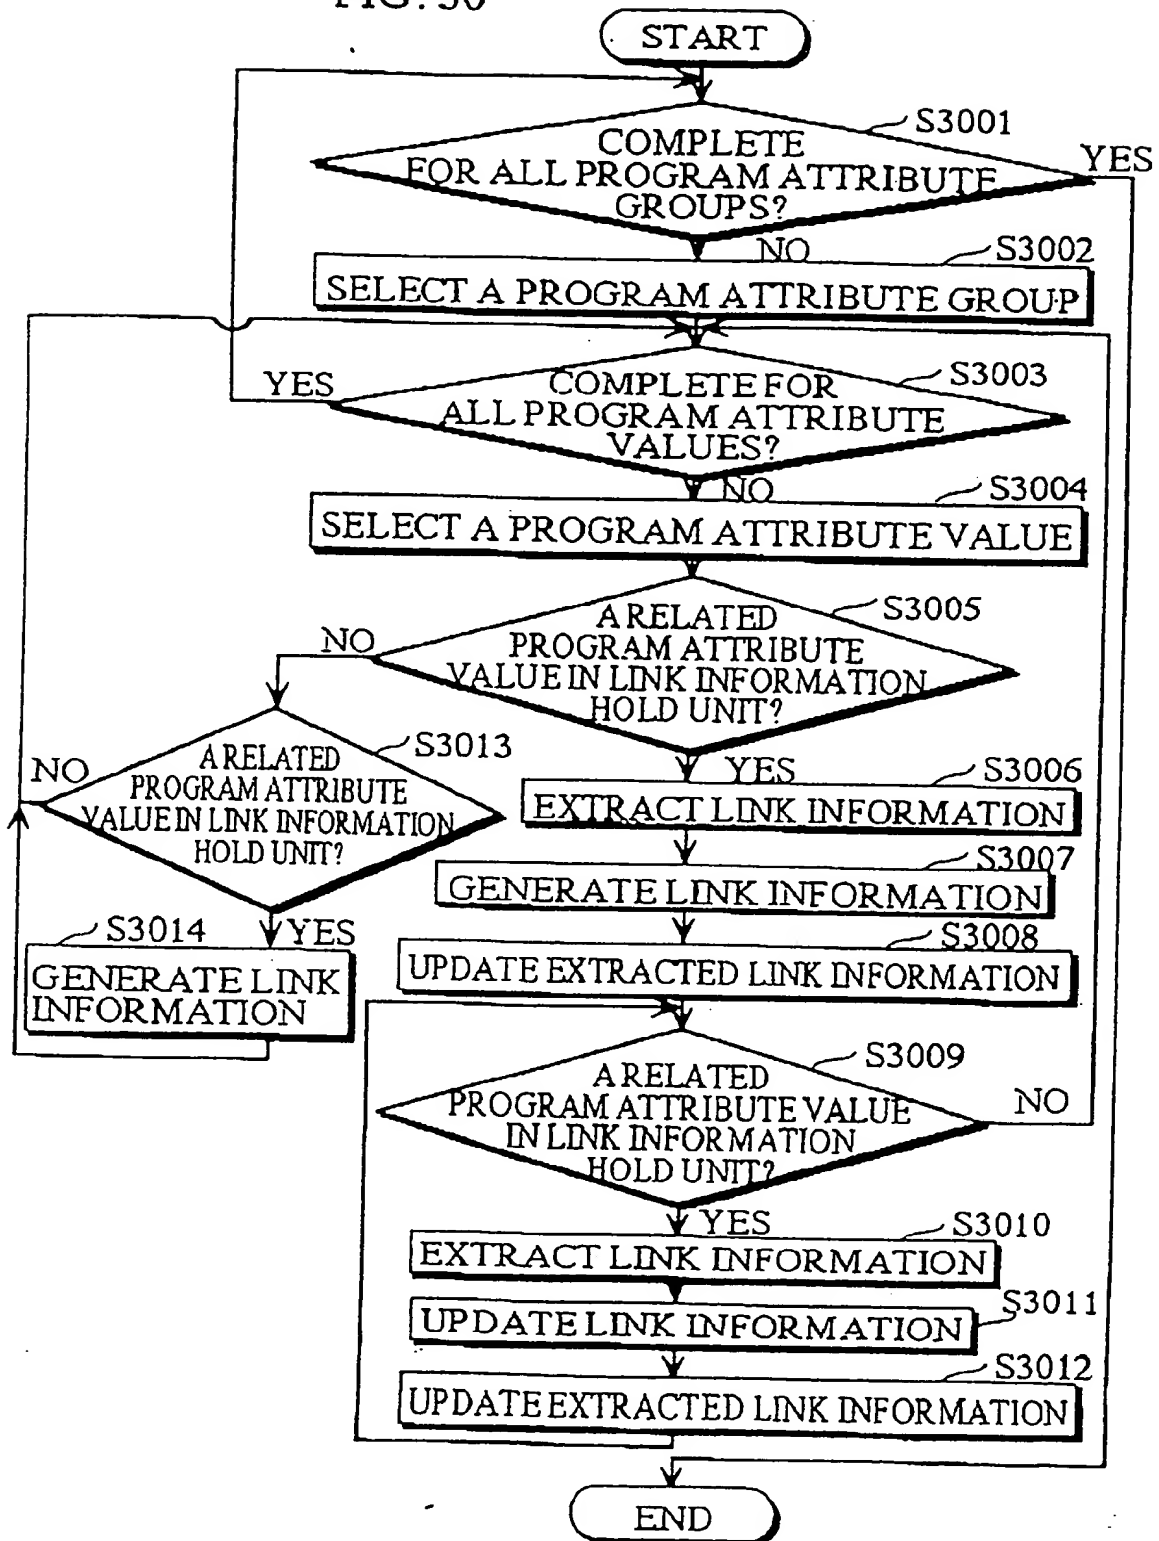 FIG. 30
START
S3001
COMPLETE
FOR ALL PROGRAM ATTRIBUTE
GROUPS?
YES
NO
S3002
SELECT A PROGRAM ATTRIBUTE GROUP
YES
S3003
COMPLETE FOR
ALL PROGRAM ATTRIBUTE
VALUES?
NO
S3004
SELECT A PROGRAM ATTRIBUTE VALUE
S3005
A RELATED
PROGRAM ATTRIBUTE
VALUE IN LINK INFORMATION
HOLD UNIT?
NO
S3013
A RELATED
PROGRAM ATTRIBUTE
VALUE IN LINK INFORMATION
HOLD UNIT?
NO
YES
S3006
EXTRACT LINK INFORMATION
S3007
GENERATE LINK INFORMATION
S3014
YES
GENERATE LINK
INFORMATION
S3008
UPDATE EXTRACTED LINK INFORMATION
S3009
A RELATED
PROGRAM ATTRIBUTE VALUE
IN LINK INFORMATION
HOLD UNIT?
NO
YES
S3010
EXTRACT LINK INFORMATION
S3011
UPDATE LINK INFORMATION
S3012
UPDATE EXTRACTED LINK INFORMATION
END